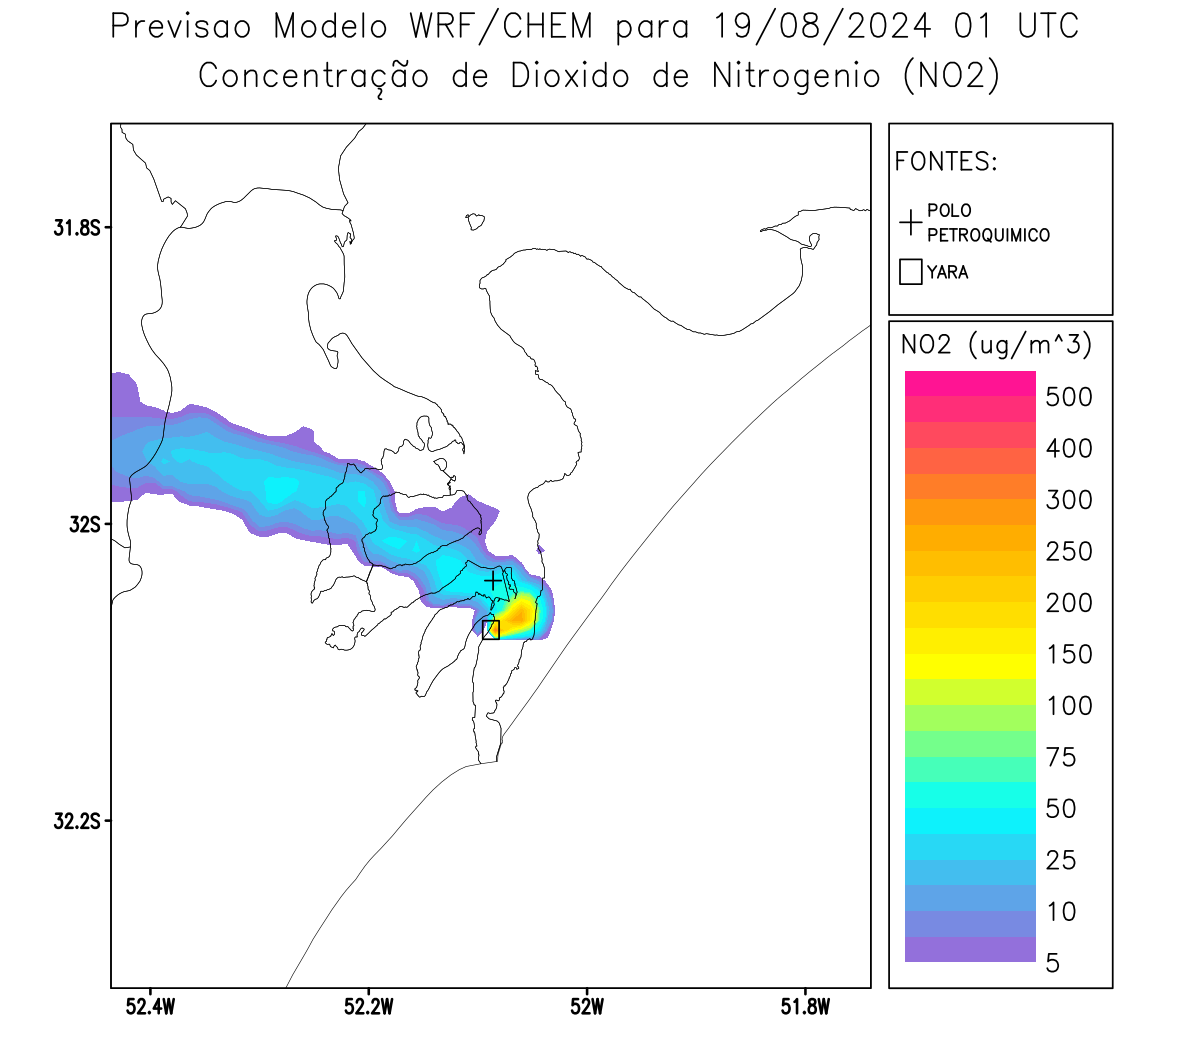 Previsao Modelo WRF/CHEM para 19/08/2024 01 UTC
Concentração de Dioxido de Nitrogenio (NO2)
FONTES:
POLO
PETROQUIMICO
YARA
NO2 (ug/m^3)
500
400
300
250
200
150
100
75
50
25
10
5
31.8S
32S
32.2S
52.4W
52.2W
52W
51.8W